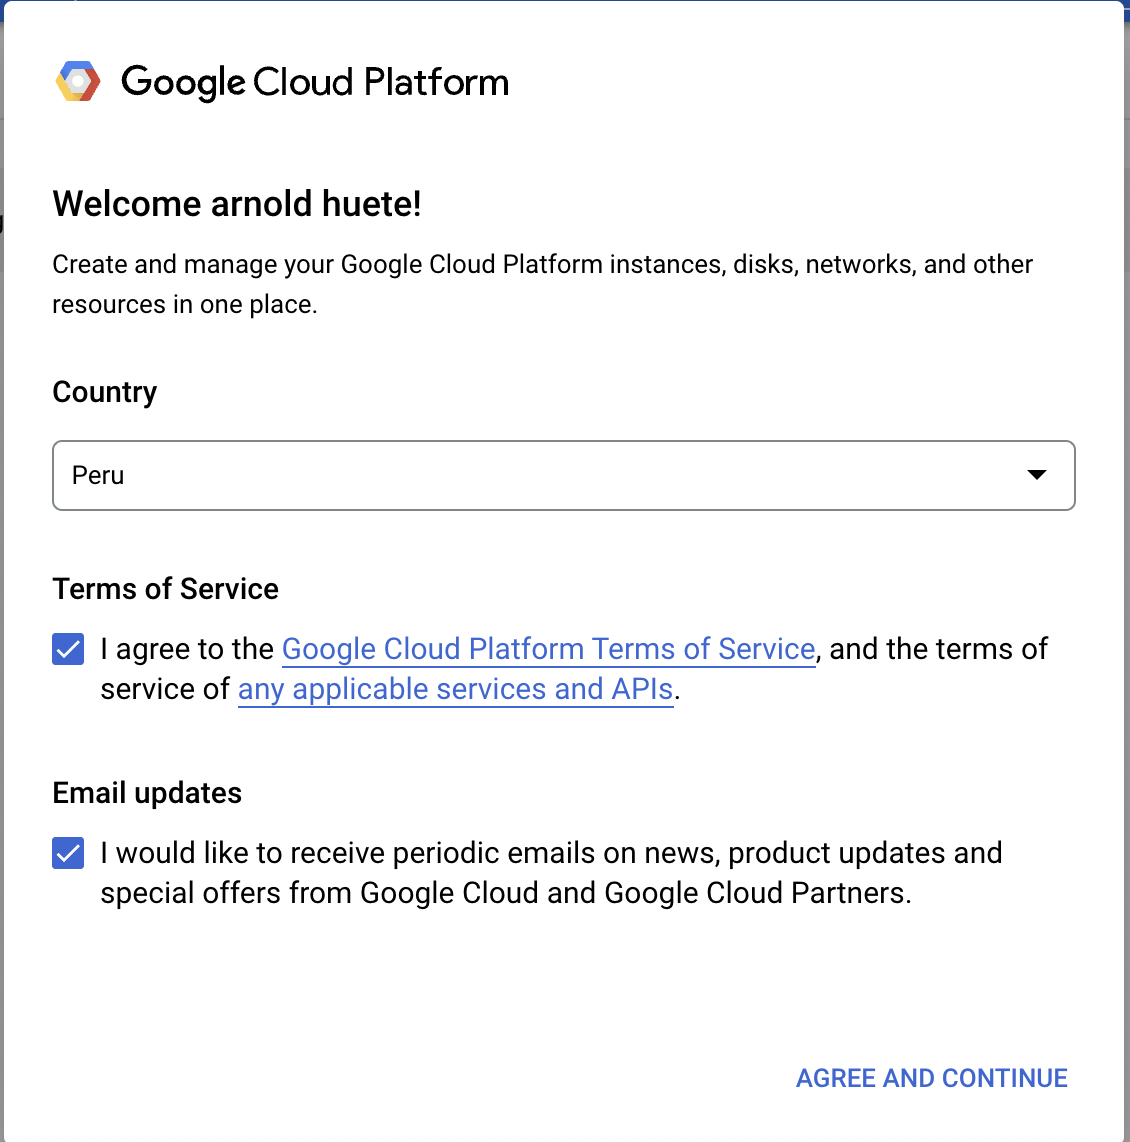 Google Cloud Platform
Welcome arnold huete!
Create and manage your Google Cloud Platform instances, disks, networks, and other
resources in one place.
Country
Peru
Terms of Service
I agree to the Google Cloud Platform Terms of Service, and the terms of
service of any applicable services and APIs.
Email updates
I would like to receive periodic emails on news, product updates and
special offers from Google Cloud and Google Cloud Partners.
AGREE AND CONTINUE